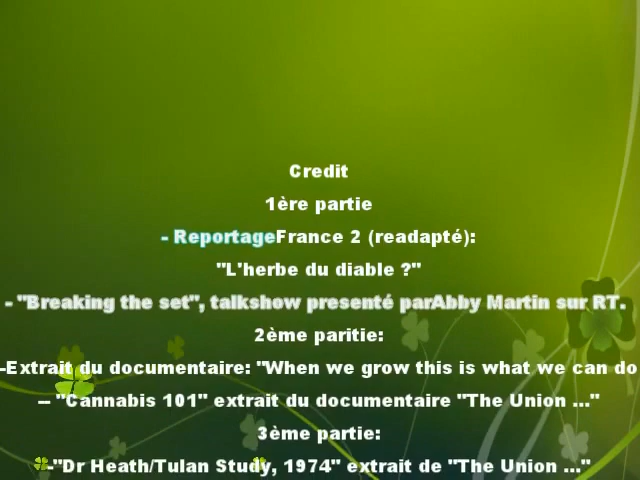 Credit
1ère partie
- ReportageFrance 2 (readapté):
"L'herbe du diable ?"
- "Breaking the set", talkshow presenté parAbby Martin sur RT.
2ème paritie:
-Extrait du documentaire: "When we grow this is what we can do
-- "Cannabis 101" extrait du documentaire "The Union ..."
3ème partie:
-"Dr Heath/Tulan Study, 1974" extrait de "The Union ..."